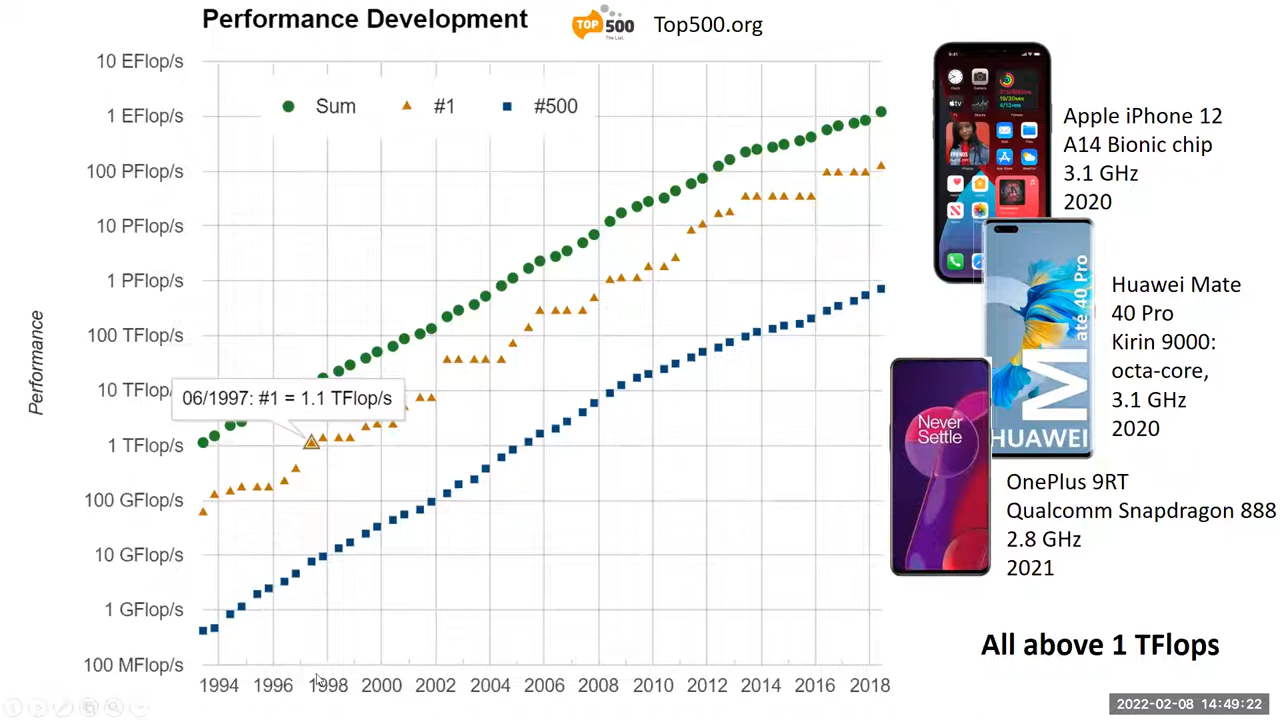 Performance Development
TOP 500
The List.
Top500.org
10 EFlop/s
1 EFlop/s
100 PFlop/s
10 PFlop/s
1 PFlop/s
100 TFlop/s
10 TFlop/s
1 TFlop/s
100 GFlop/s
10 GFlop/s
1 GFlop/s
100 MFlop/s
Performance
Sum
#1
#500
06/1997: #1 = 1.1 TFlop/s
1994 1996 1998 2000 2002 2004 2006 2008 2010 2012 2014 2016 2018
9:41
tv
Apple iPhone 12
A14 Bionic chip
3.1 GHz
2020
Mate 40 Pro
HUAWEI
Huawei Mate
40 Pro
Kirin 9000:
octa-core,
3.1 GHz
2020
Never
Settle
OnePlus 9RT
Qualcomm Snapdragon 888
2.8 GHz
2021
All above 1 TFlops
2022-02-08 14:49:22